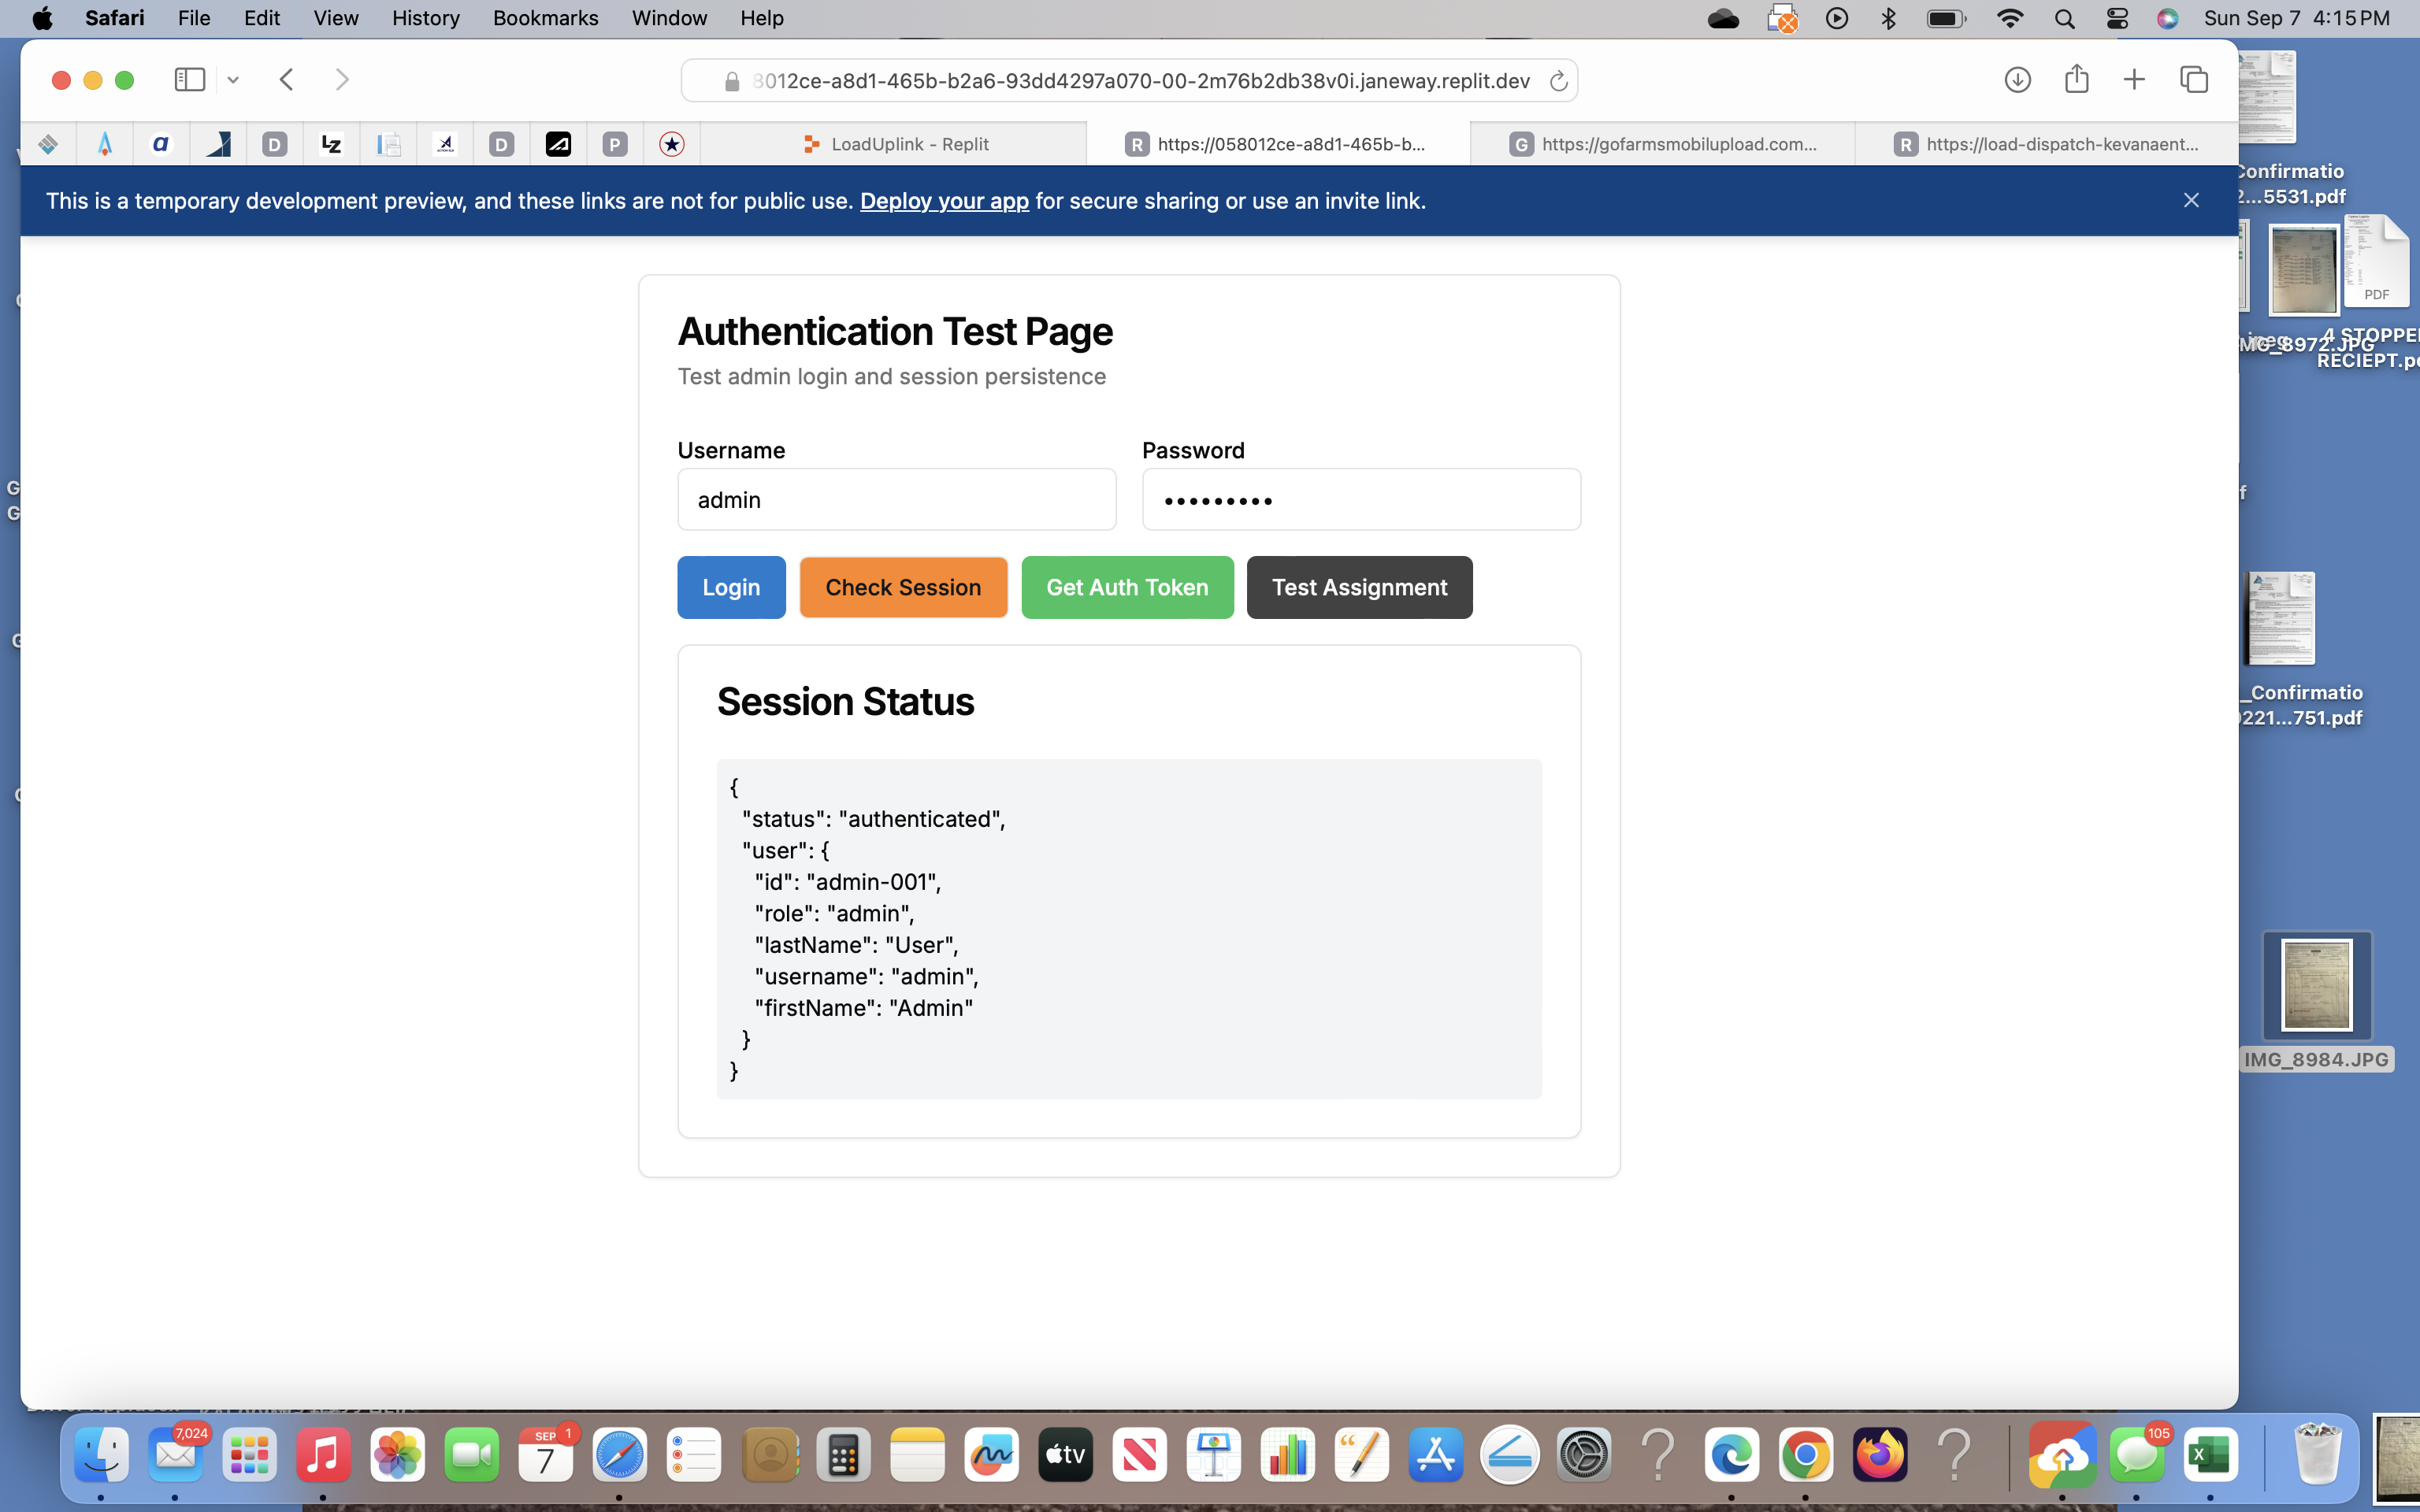 Safari File Edit View History Bookmarks Window Help Sun Sep 7 4:15 PM
8012ce-a8d1-465b-b2a6-93dd4297a070-00-2m76b2db38v0i.janeway.replit.dev
a D LZ D P LoadUplink - Replit R https://058012ce-a8d1-465b-b... G https://gofarmsmobilupload.com... R https://load-dispatch-kevanaent...
This is a temporary development preview, and these links are not for public use. Deploy your app for secure sharing or use an invite link.
Authentication Test Page
Test admin login and session persistence
Username Password
admin •••••••••
Login Check Session Get Auth Token Test Assignment
Session Status
{
"status": "authenticated",
"user": {
"id": "admin-001",
"role": "admin",
"lastName": "User",
"username": "admin",
"firstName": "Admin"
}
}
Confirmatio
2...5531.pdf
PDF
MG_8972.JPG
4 STOPPE
RECIEPT.p
_Confirmatio
0221...751.pdf
IMG_8984.JPG
7,024
SEP 1
7
tv
105
X